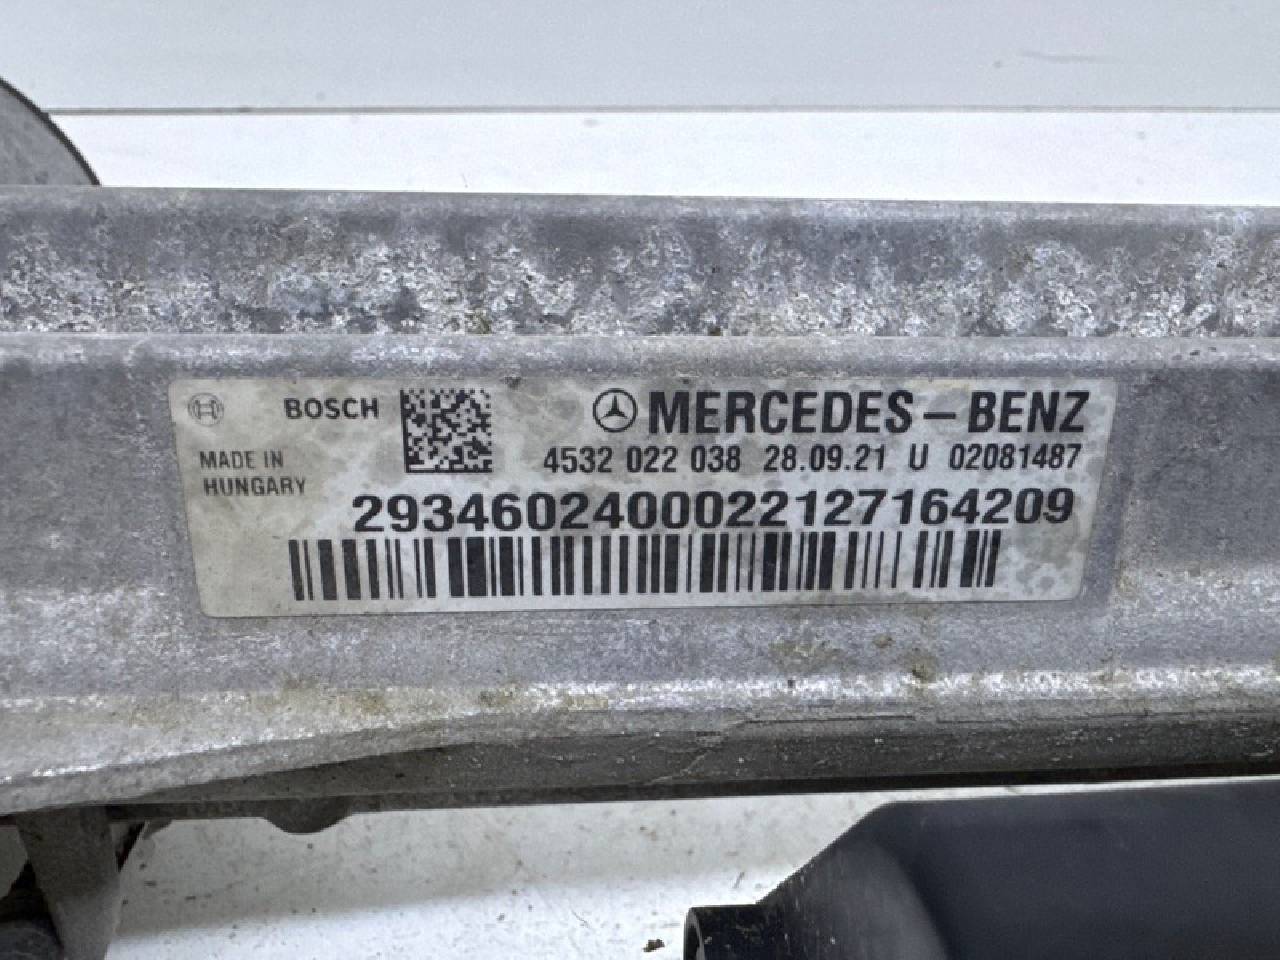 BOSCH
MERCEDES-BENZ
MADE IN
HUNGARY
4532 022 038 28.09.21 U 02081487
2934602400022127164209